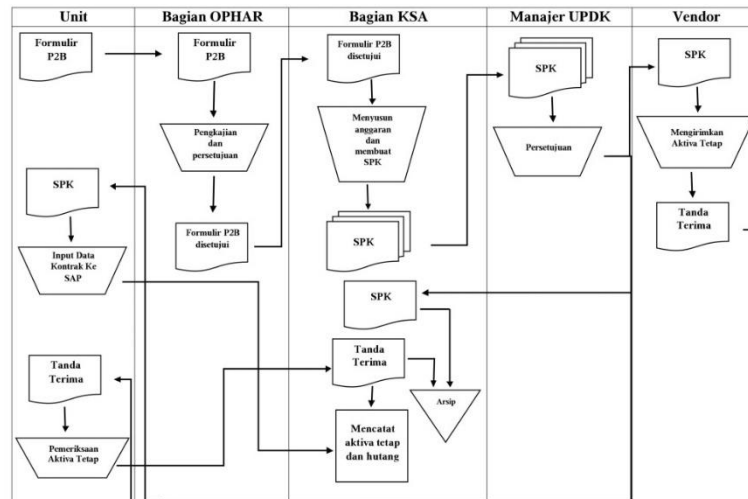 Unit
Bagian OPHAR
Bagian KSA
Manajer UPDK
Vendor
Formulir
P2B
Formulir
P2B
Formulir P2B
disetujui
SPK
SPK
Pengkajian
dan
persetujuan
Menyusun
anggaran
dan
membuat
SPK
Persetujuan
Mengirimkan
Aktiva Tetap
SPK
Formulir P2B
disetujui
SPK
Tanda
Terima
Input Data
Kontrak Ke
SAP
SPK
Tanda
Terima
Tanda
Terima
Arsip
Pemeriksaan
Aktiva Tetap
Mencatat
aktiva tetap
dan hutang